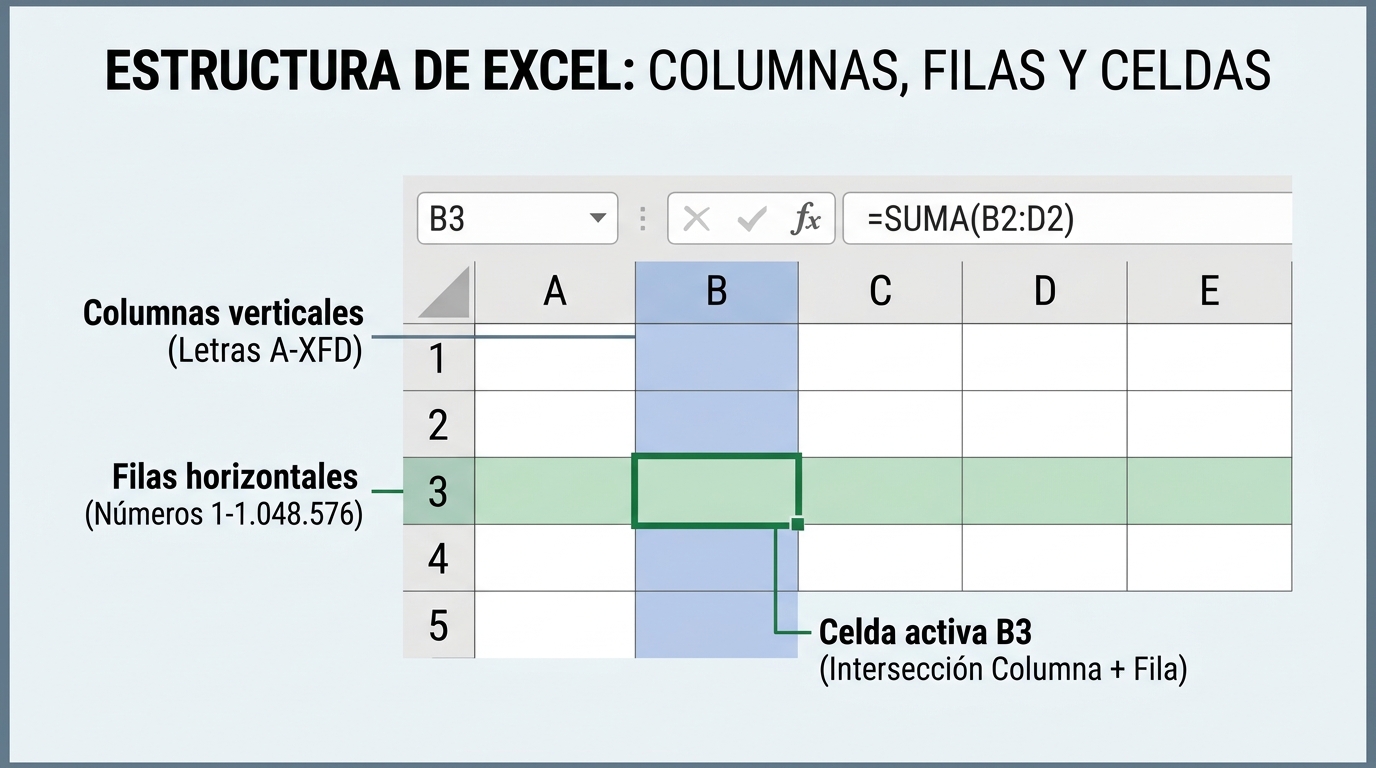 ESTRUCTURA DE EXCEL: COLUMNAS, FILAS Y CELDAS
B3 fx =SUMA(B2:D2)
A B C D E
Columnas verticales
(Letras A-XFD)
1
2
Filas horizontales
(Números 1-1.048.576)
3
4
5
Celda activa B3
(Intersección Columna + Fila)